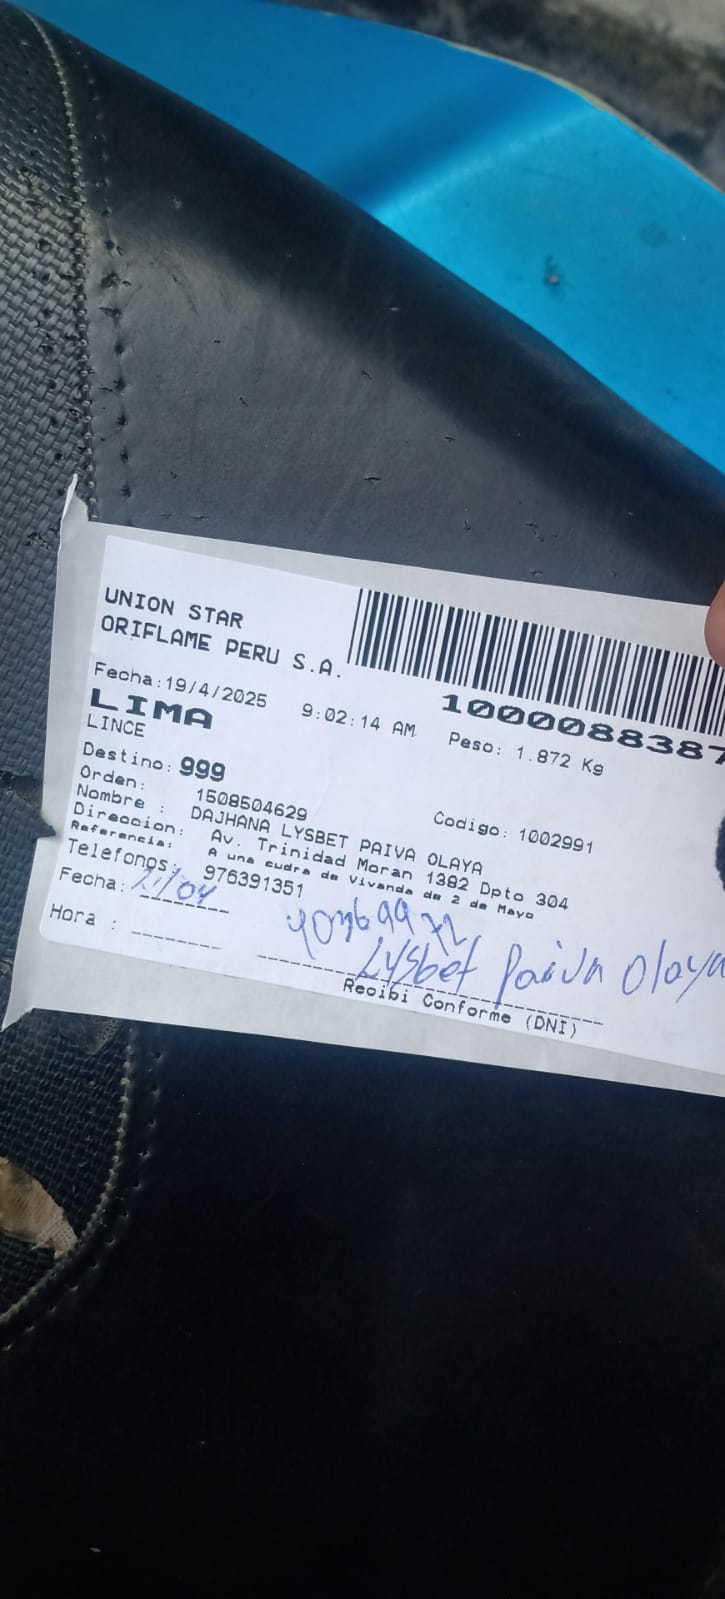 UNION STAR
ORIFLAME PERU S.A.
Fecha:19/4/2025 9:02:14 AM
1000088387
LIMA
LINCE
Peso: 1.872 Kg
Destino: 999
Orden: 1508504629
Codigo: 1002991
Nombre : DAJHANA LYSBET PAIVA OLAYA
Direccion: Av. Trinidad Moran 1382 Dpto 304
Referencia: A una cudra de Vivanda de 2 de Mayo
Telefonos: 976391351
Fecha: 21/04
Hora :
Lysbet Paiva Olaya
Recibi Conforme (DNI)